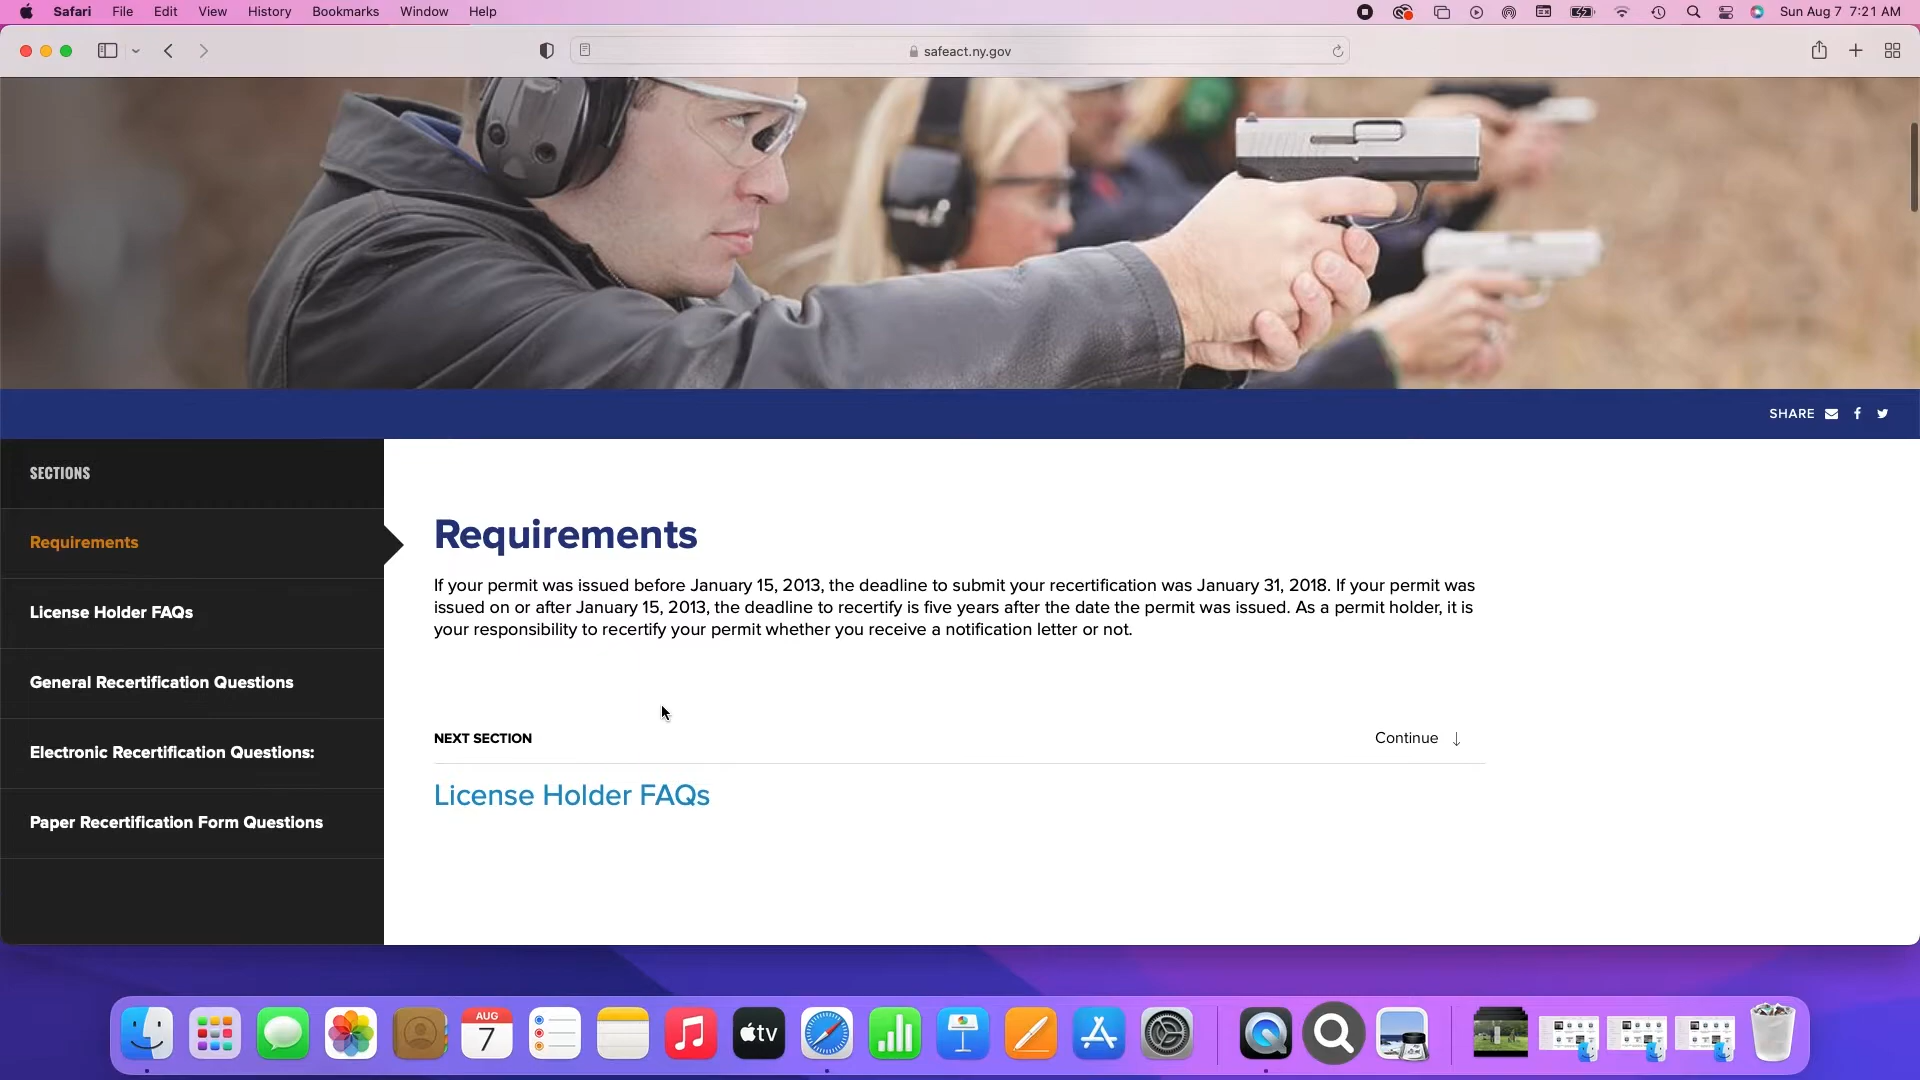 Safari File Edit View History Bookmarks Window Help Sun Aug 7 7:21 AM
safeact.ny.gov
SHARE
SECTIONS
Requirements
License Holder FAQs
General Recertification Questions
Electronic Recertification Questions:
Paper Recertification Form Questions
Requirements
If your permit was issued before January 15, 2013, the deadline to submit your recertification was January 31, 2018. If your permit was
issued on or after January 15, 2013, the deadline to recertify is five years after the date the permit was issued. As a permit holder, it is
your responsibility to recertify your permit whether you receive a notification letter or not.
NEXT SECTION Continue ↓
License Holder FAQs
AUG
7
tv